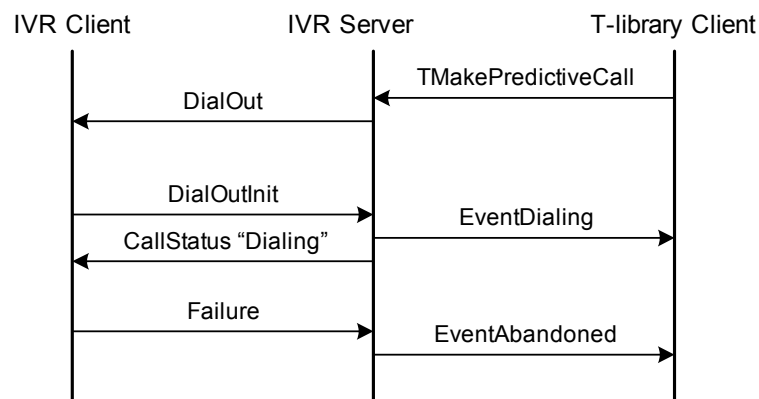 IVR Client
IVR Server
T-library Client
TMakePredictiveCall
DialOut
DialOutInit
EventDialing
CallStatus “Dialing”
Failure
EventAbandoned